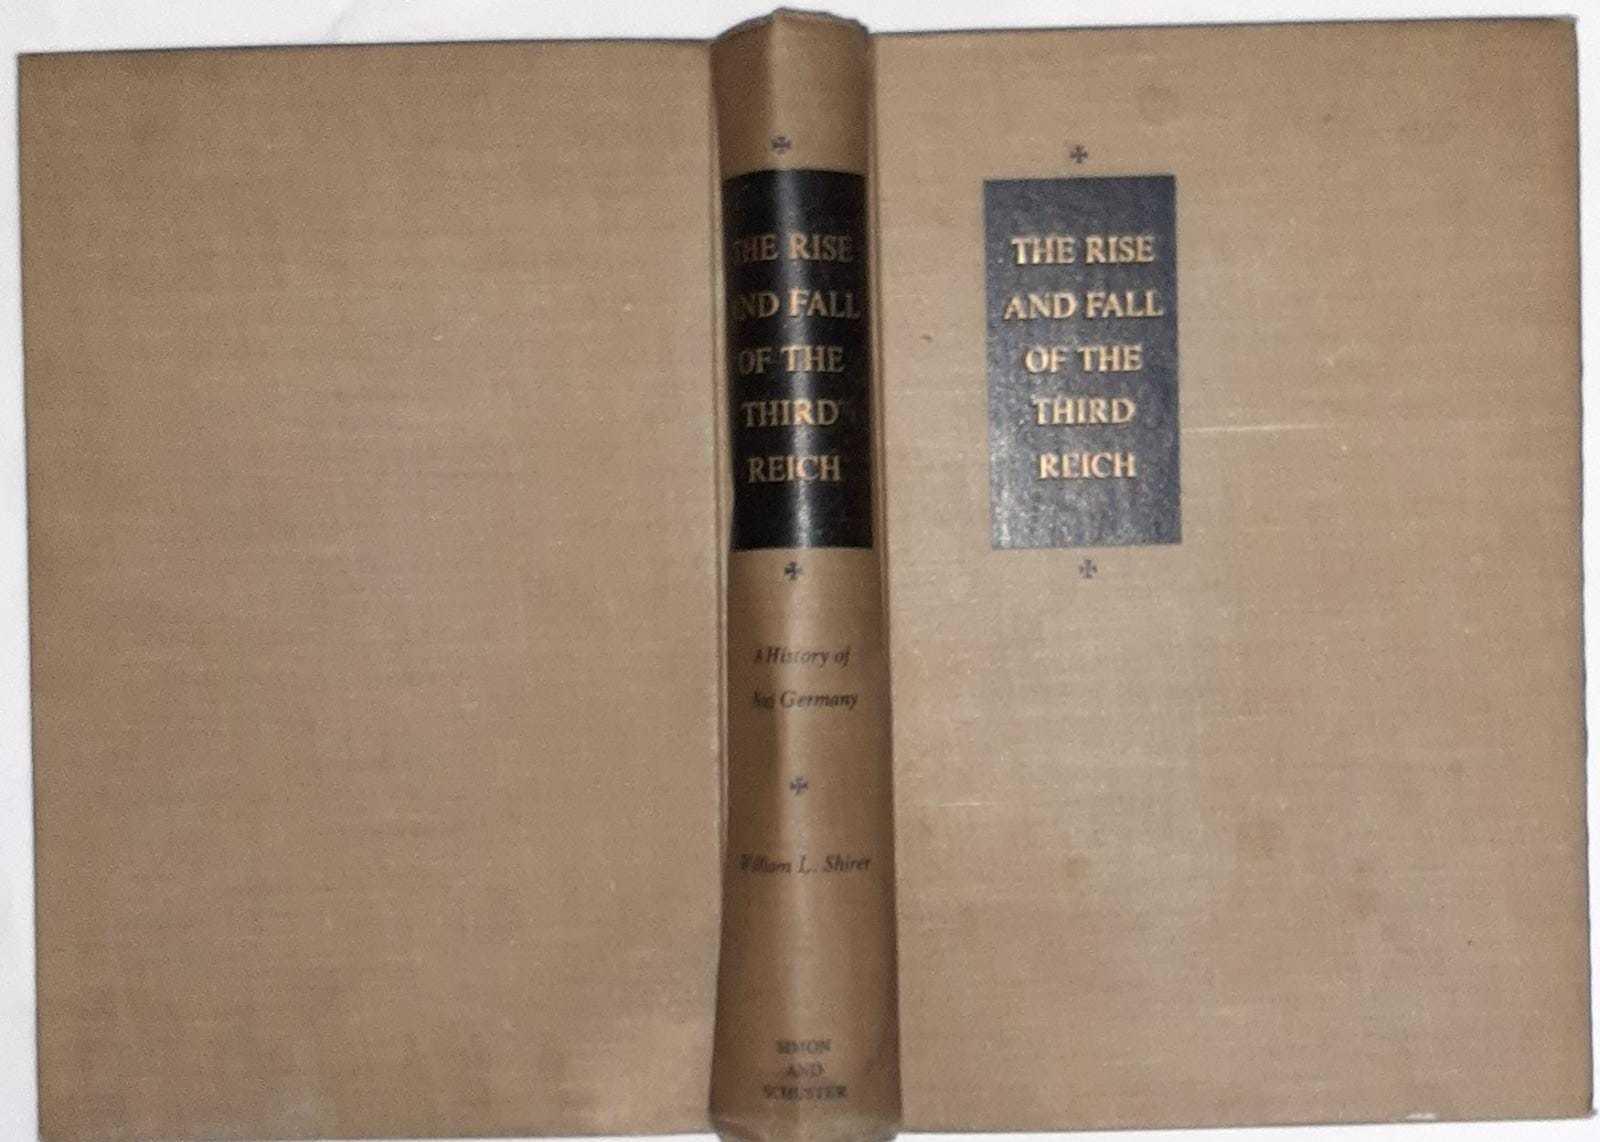 THE RISE
AND FALL
OF THE
THIRD
REICH
A History of
Nazi Germany
William L. Shirer
SIMON
AND
SCHUSTER
THE RISE
AND FALL
OF THE
THIRD
REICH